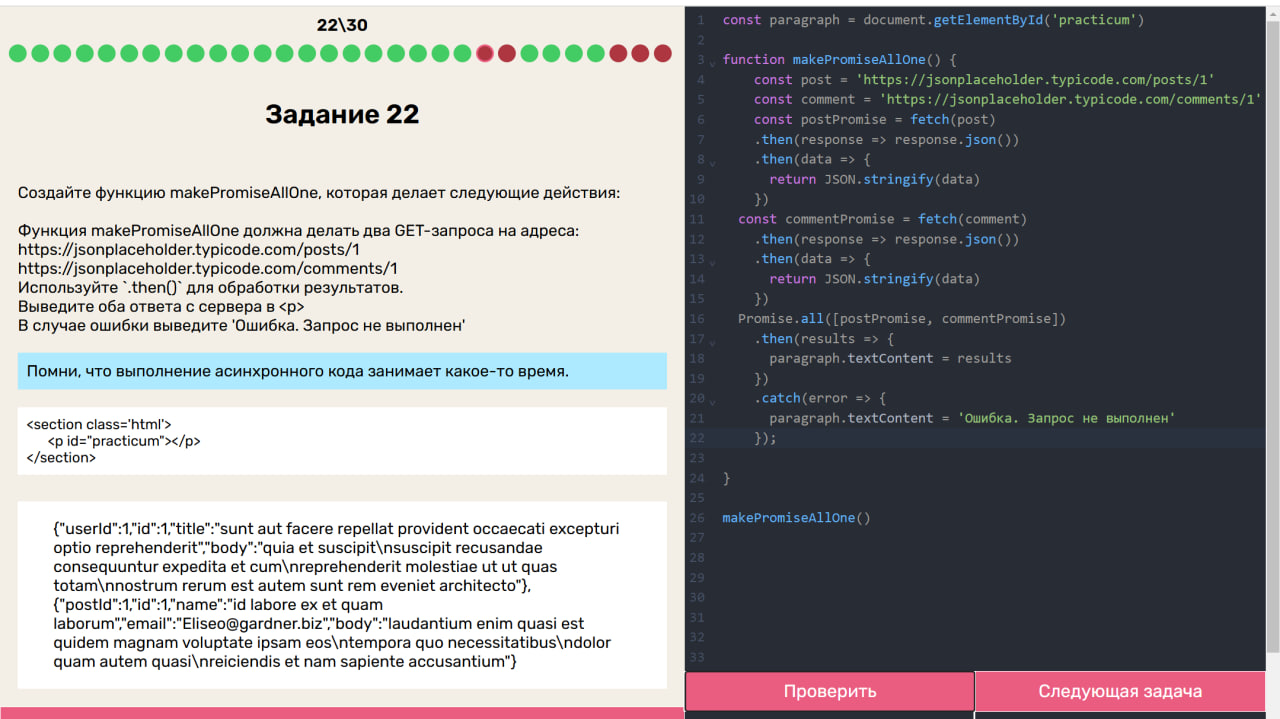 22\30
Задание 22
Создайте функцию makePromiseAllOne, которая делает следующие действия:
Функция makePromiseAllOne должна делать два GET-запроса на адреса:
https://jsonplaceholder.typicode.com/posts/1
https://jsonplaceholder.typicode.com/comments/1
Используйте `.then()` для обработки результатов.
Выведите оба ответа с сервера в <p>
В случае ошибки выведите 'Ошибка. Запрос не выполнен'
Помни, что выполнение асинхронного кода занимает какое-то время.
<section class='html'>
<p id="practicum"></p>
</section>
{"userId":1,"id":1,"title":"sunt aut facere repellat provident occaecati excepturi
optio reprehenderit","body":"quia et suscipit\nsuscipit recusandae
consequuntur expedita et cum\nreprehenderit molestiae ut ut quas
totam\nnostrum rerum est autem sunt rem eveniet architecto"},
{"postId":1,"id":1,"name":"id labore ex et quam
laborum","email":"Eliseo@gardner.biz","body":"laudantium enim quasi est
quidem magnam voluptate ipsam eos\ntempora quo necessitatibus\ndolor
quam autem quasi\nreiciendis et nam sapiente accusantium"}
1 const paragraph = document.getElementById('practicum')
2
3 function makePromiseAllOne() {
4 const post = 'https://jsonplaceholder.typicode.com/posts/1'
5 const comment = 'https://jsonplaceholder.typicode.com/comments/1'
6 const postPromise = fetch(post)
7 .then(response => response.json())
8 .then(data => {
9 return JSON.stringify(data)
10 })
11 const commentPromise = fetch(comment)
12 .then(response => response.json())
13 .then(data => {
14 return JSON.stringify(data)
15 })
16 Promise.all([postPromise, commentPromise])
17 .then(results => {
18 paragraph.textContent = results
19 })
20 .catch(error => {
21 paragraph.textContent = 'Ошибка. Запрос не выполнен'
22 });
23
24 }
25
26 makePromiseAllOne()
27
28
29
30
31
32
33
Проверить
Следующая задача